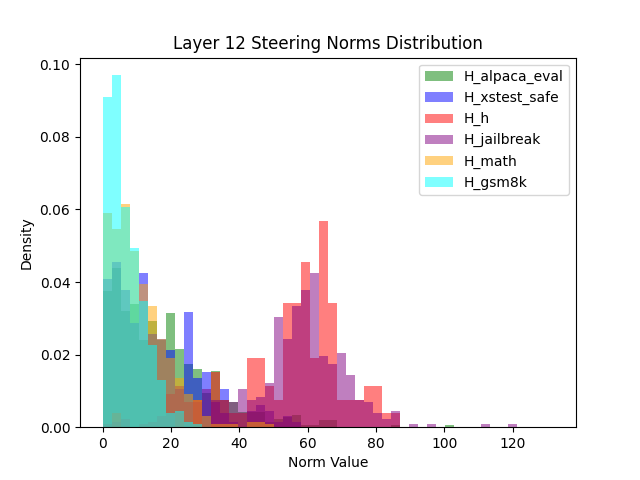 Layer 12 Steering Norms Distribution
H_alpaca_eval
H_xstest_safe
H_h
H_jailbreak
H_math
H_gsm8k
0.10
0.08
0.06
0.04
0.02
0.00
Density
0 20 40 60 80 100 120
Norm Value